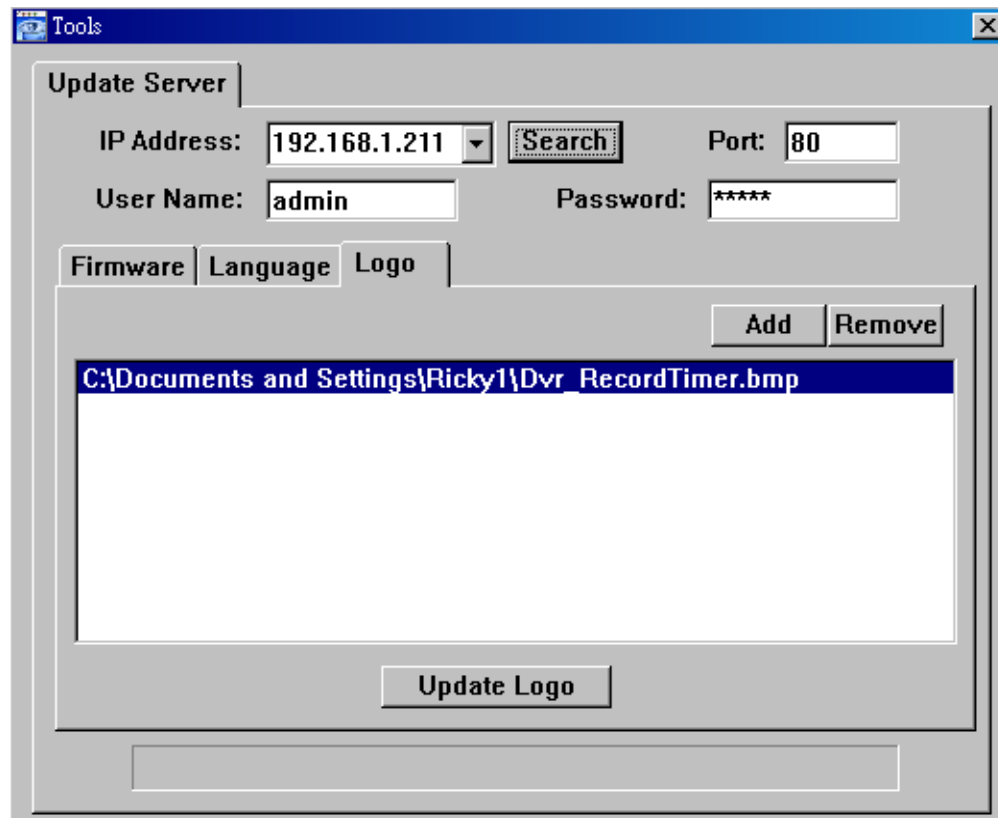 Tools
Update Server
IP Address: 192.168.1.211 Search Port: 80
User Name: admin Password: *****
Firmware Language Logo
Add Remove
C:\Documents and Settings\Ricky1\Dvr_RecordTimer.bmp
Update Logo